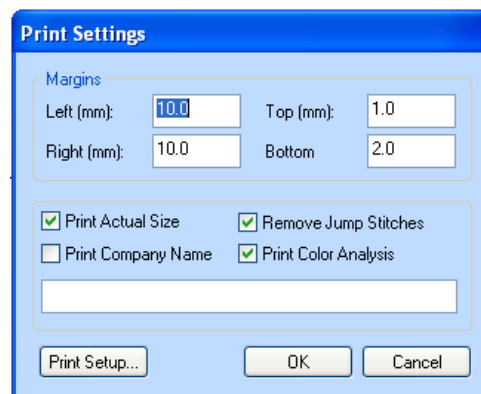 Print Settings
Margins
Left (mm): 10.0 Top (mm): 1.0
Right (mm): 10.0 Bottom 2.0
Print Actual Size Remove Jump Stitches
Print Company Name Print Color Analysis
Print Setup... OK Cancel